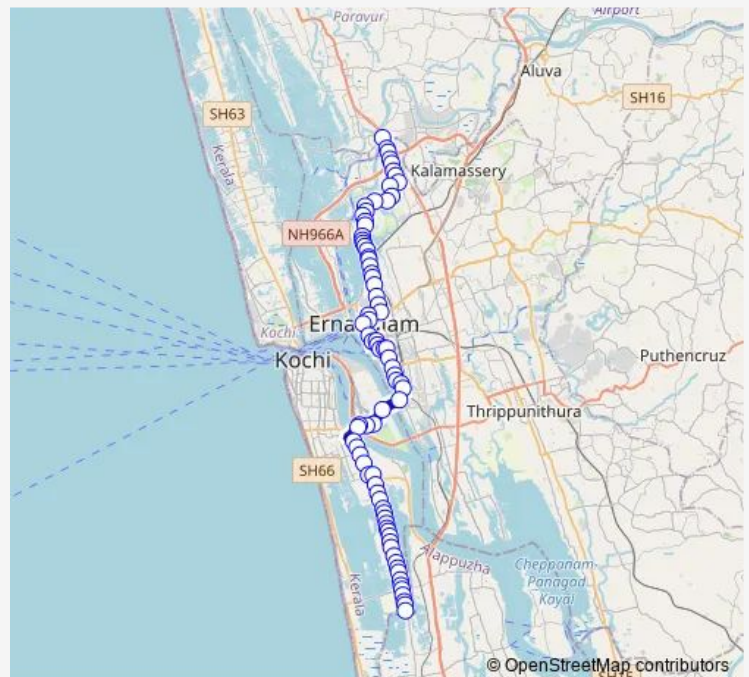 Paravur
Airport
Aluva
SH16
SH63
Kalamassery
Kerala
NH966A
Kochi
Ernakulam
Kochi
Puthencruz
Thrippunithura
SH66
Alappuzha
Cheppanam-
Panagad
Kayal
Kerala
© OpenStreetMap contributors